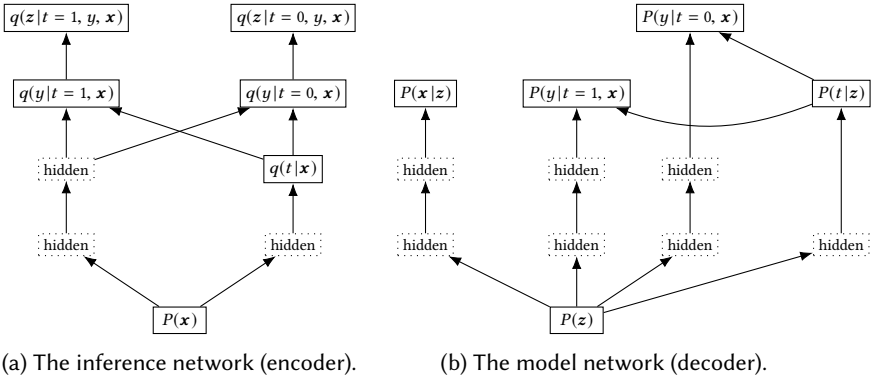 q(z|t = 1, y, x)
q(z|t = 0, y, x)
P(y|t = 0, x)
q(y|t = 1, x)
q(y|t = 0, x)
P(x|z)
P(y|t = 1, x)
P(t|z)
hidden
q(t|x)
hidden
hidden
hidden
hidden
hidden
hidden
hidden
hidden
hidden
P(x)
P(z)
(a) The inference network (encoder).
(b) The model network (decoder).